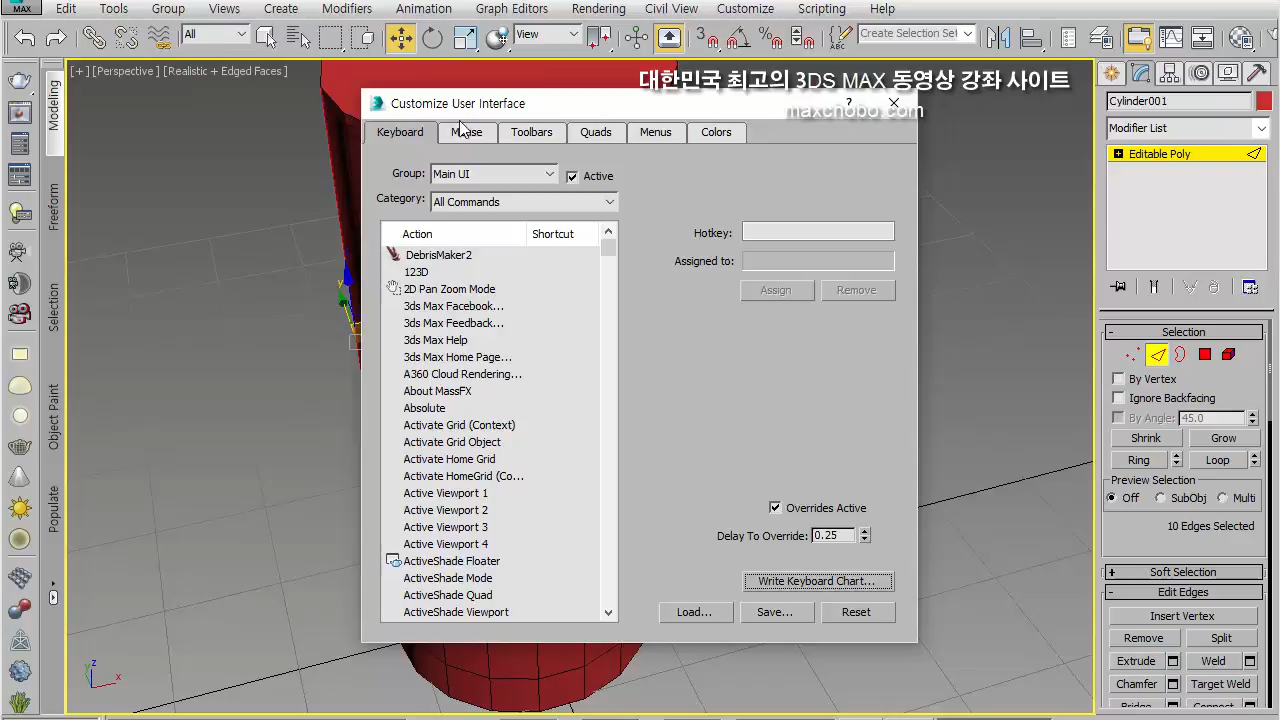 MAX Edit Tools Group Views Create Modifiers Animation Graph Editors Rendering Civil View Customize Scripting Help
All
View
Create Selection Set
[+] [Perspective ] [Realistic + Edged Faces ]
대한민국 최고의 3DS MAX 동영상 강좌 사이트
maxchobo.com
Customize User Interface
?
Keyboard Mouse Toolbars Quads Menus Colors
Group: Main UI
Active
Category: All Commands
Action Shortcut
DebrisMaker2
123D
2D Pan Zoom Mode
3ds Max Facebook...
3ds Max Feedback...
3ds Max Help
3ds Max Home Page...
A360 Cloud Rendering...
About MassFX
Absolute
Activate Grid (Context)
Activate Grid Object
Activate Home Grid
Activate HomeGrid (Co...
Active Viewport 1
Active Viewport 2
Active Viewport 3
Active Viewport 4
ActiveShade Floater
ActiveShade Mode
ActiveShade Quad
ActiveShade Viewport
Hotkey:
Assigned to:
Assign Remove
Overrides Active
Delay To Override: 0.25
Write Keyboard Chart...
Load... Save... Reset
Modeling
Freeform
Selection
Object Paint
Populate
z
y
x
y
Cylinder001
Modifier List
Editable Poly
- Selection
By Vertex
Ignore Backfacing
By Angle: 45.0
Shrink Grow
Ring Loop
Preview Selection
Off SubObj Multi
10 Edges Selected
+ Soft Selection
- Edit Edges
Insert Vertex
Remove Split
Extrude Weld
Chamfer Target Weld
Bridge Connect